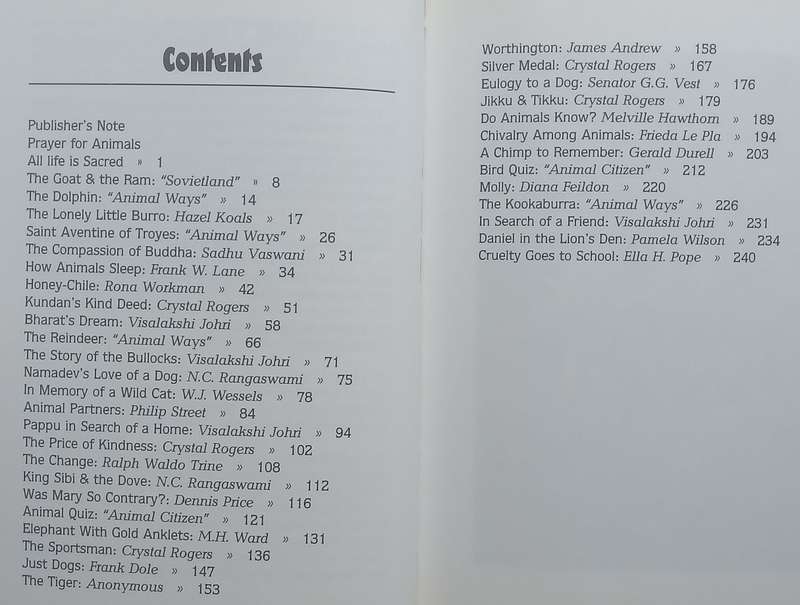 Contents
Publisher's Note
Prayer for Animals
All life is Sacred » 1
The Goat & the Ram: "Sovietland" » 8
The Dolphin: "Animal Ways" » 14
The Lonely Little Burro: Hazel Koals » 17
Saint Aventine of Troyes: "Animal Ways" » 26
The Compassion of Buddha: Sadhu Vaswani » 31
How Animals Sleep: Frank W. Lane » 34
Honey-Chile: Rona Workman » 42
Kundan's Kind Deed: Crystal Rogers » 51
Bharat's Dream: Visalakshi Johri » 58
The Reindeer: "Animal Ways" » 66
The Story of the Bullocks: Visalakshi Johri » 71
Namadev's Love of a Dog: N.C. Rangaswami » 75
In Memory of a Wild Cat: W.J. Wessels » 78
Animal Partners: Philip Street » 84
Pappu in Search of a Home: Visalakshi Johri » 94
The Price of Kindness: Crystal Rogers » 102
The Change: Ralph Waldo Trine » 108
King Sibi & the Dove: N.C. Rangaswami » 112
Was Mary So Contrary?: Dennis Price » 116
Animal Quiz: "Animal Citizen" » 121
Elephant With Gold Anklets: M.H. Ward » 131
The Sportsman: Crystal Rogers » 136
Just Dogs: Frank Dole » 147
The Tiger: Anonymous » 153
Worthington: James Andrew » 158
Silver Medal: Crystal Rogers » 167
Eulogy to a Dog: Senator G.G. Vest » 176
Jikku & Tikku: Crystal Rogers » 179
Do Animals Know? Melville Hawthom » 189
Chivalry Among Animals: Frieda Le Pla » 194
A Chimp to Remember: Gerald Durell » 203
Bird Quiz: "Animal Citizen" » 212
Molly: Diana Feildon » 220
The Kookaburra: "Animal Ways" » 226
In Search of a Friend: Visalakshi Johri » 231
Daniel in the Lion's Den: Pamela Wilson » 234
Cruelty Goes to School: Ella H. Pope » 240